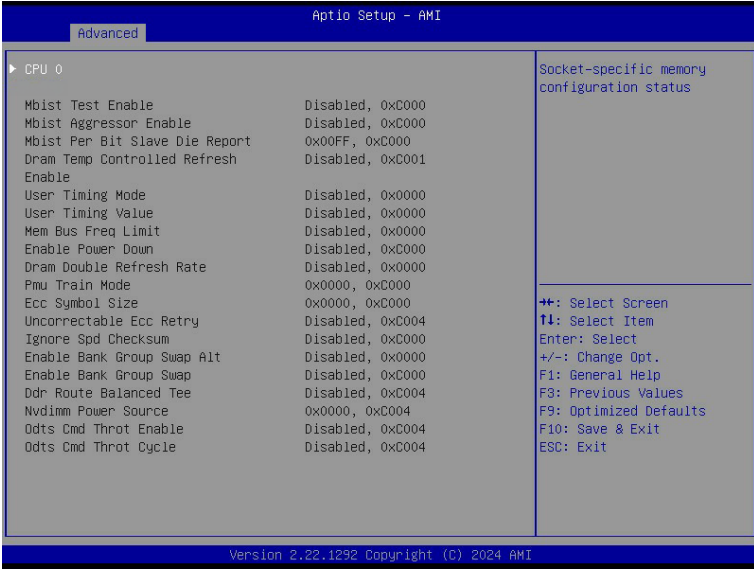 Aptio Setup – AMI
Advanced
▶ CPU 0
Mbist Test Enable Disabled, 0xC000
Mbist Aggressor Enable Disabled, 0xC000
Mbist Per Bit Slave Die Report 0x00FF, 0xC000
Dram Temp Controlled Refresh Disabled, 0xC001
Enable
User Timing Mode Disabled, 0x0000
User Timing Value Disabled, 0x0000
Mem Bus Freq Limit Disabled, 0x0000
Enable Power Down Disabled, 0xC000
Dram Double Refresh Rate Disabled, 0x0000
Pmu Train Mode 0x0000, 0xC000
Ecc Symbol Size 0x0000, 0xC000
Uncorrectable Ecc Retry Disabled, 0xC004
Ignore Spd Checksum Disabled, 0xC000
Enable Bank Group Swap Alt Disabled, 0x0000
Enable Bank Group Swap Disabled, 0xC000
Ddr Route Balanced Tee Disabled, 0xC004
Nvdimm Power Source 0x0000, 0xC004
Odts Cmd Throt Enable Disabled, 0xC004
Odts Cmd Throt Cycle Disabled, 0xC004
Socket-specific memory
configuration status
→←: Select Screen
↑↓: Select Item
Enter: Select
+/-: Change Opt.
F1: General Help
F3: Previous Values
F9: Optimized Defaults
F10: Save & Exit
ESC: Exit
Version 2.22.1292 Copyright (C) 2024 AMI